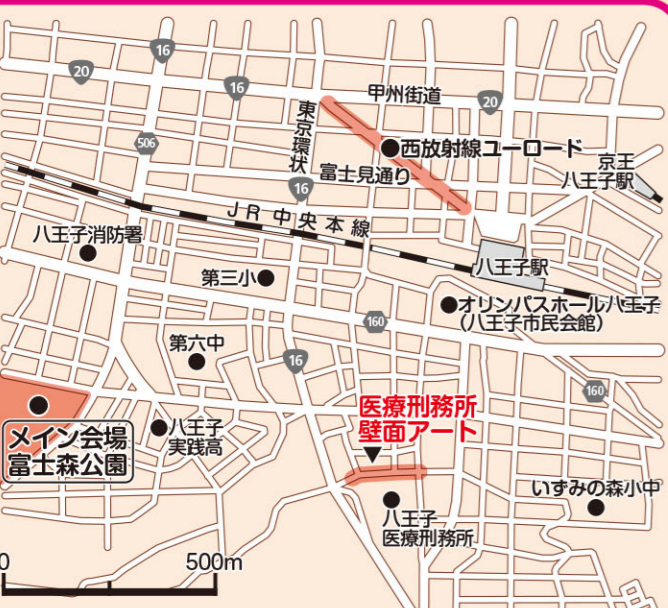 16
20
16
甲州街道
20
東京環状
506
西放射線ユーロード
京王
八王子駅
富士見通り
16
JR中央本線
八王子消防署
八王子駅
第三小
オリンパスホール八王子
(八王子市民会館)
160
第六中
16
160
医療刑務所
壁面アート
メイン会場
富士森公園
八王子
実践高
いずみの森小中
八王子
医療刑務所
0
500m